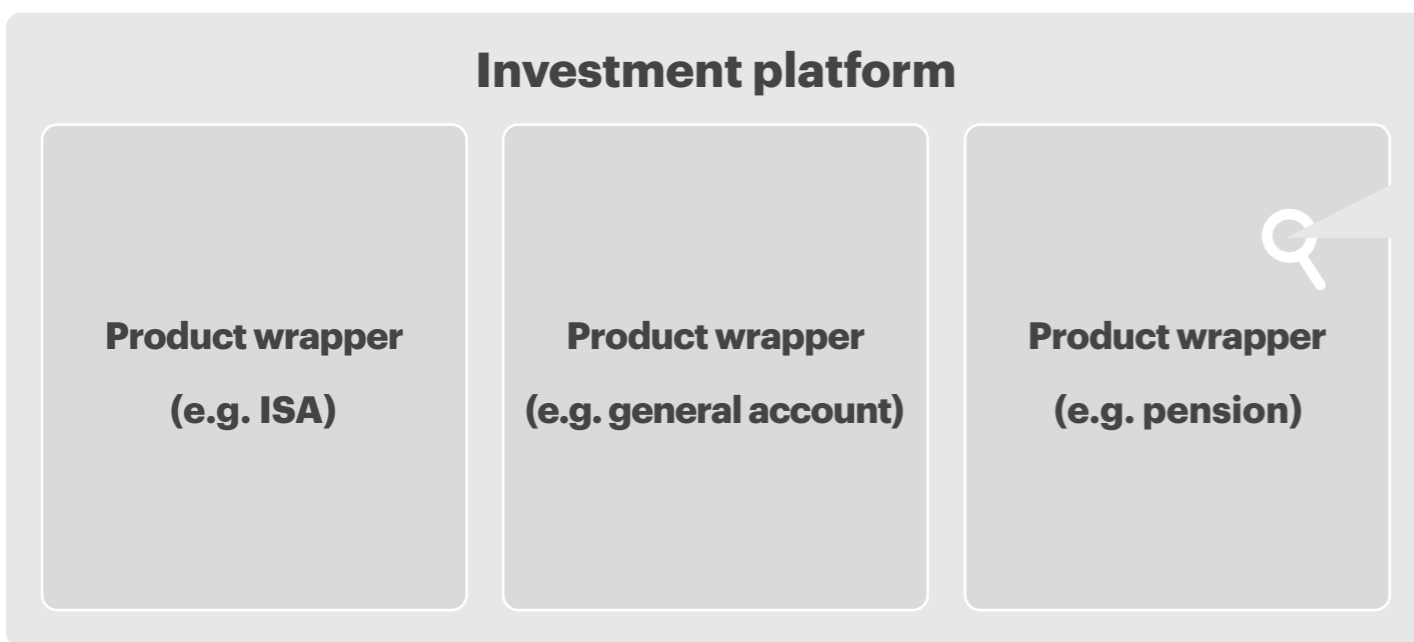 Investment platform
Product wrapper
(e.g. ISA)
Product wrapper
(e.g. general account)
Product wrapper
(e.g. pension)